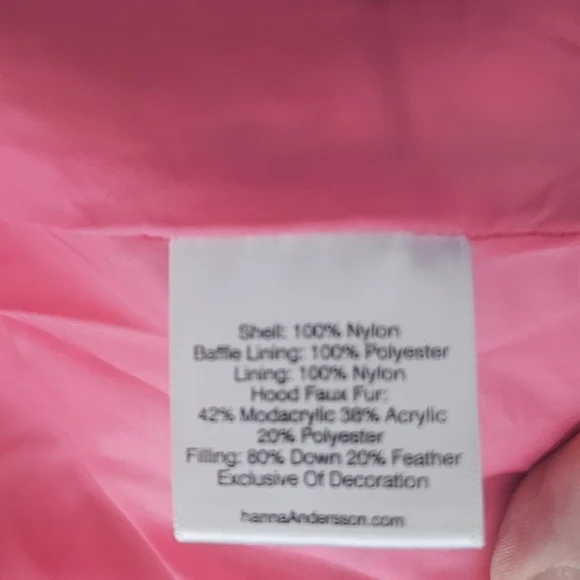 Shell: 100% Nylon
Baffle Lining: 100% Polyester
Lining: 100% Nylon
Hood Faux Fur:
42% Modacrylic 38% Acrylic
20% Polyester
Filling: 80% Down 20% Feather
Exclusive Of Decoration
hannaAndersson.com